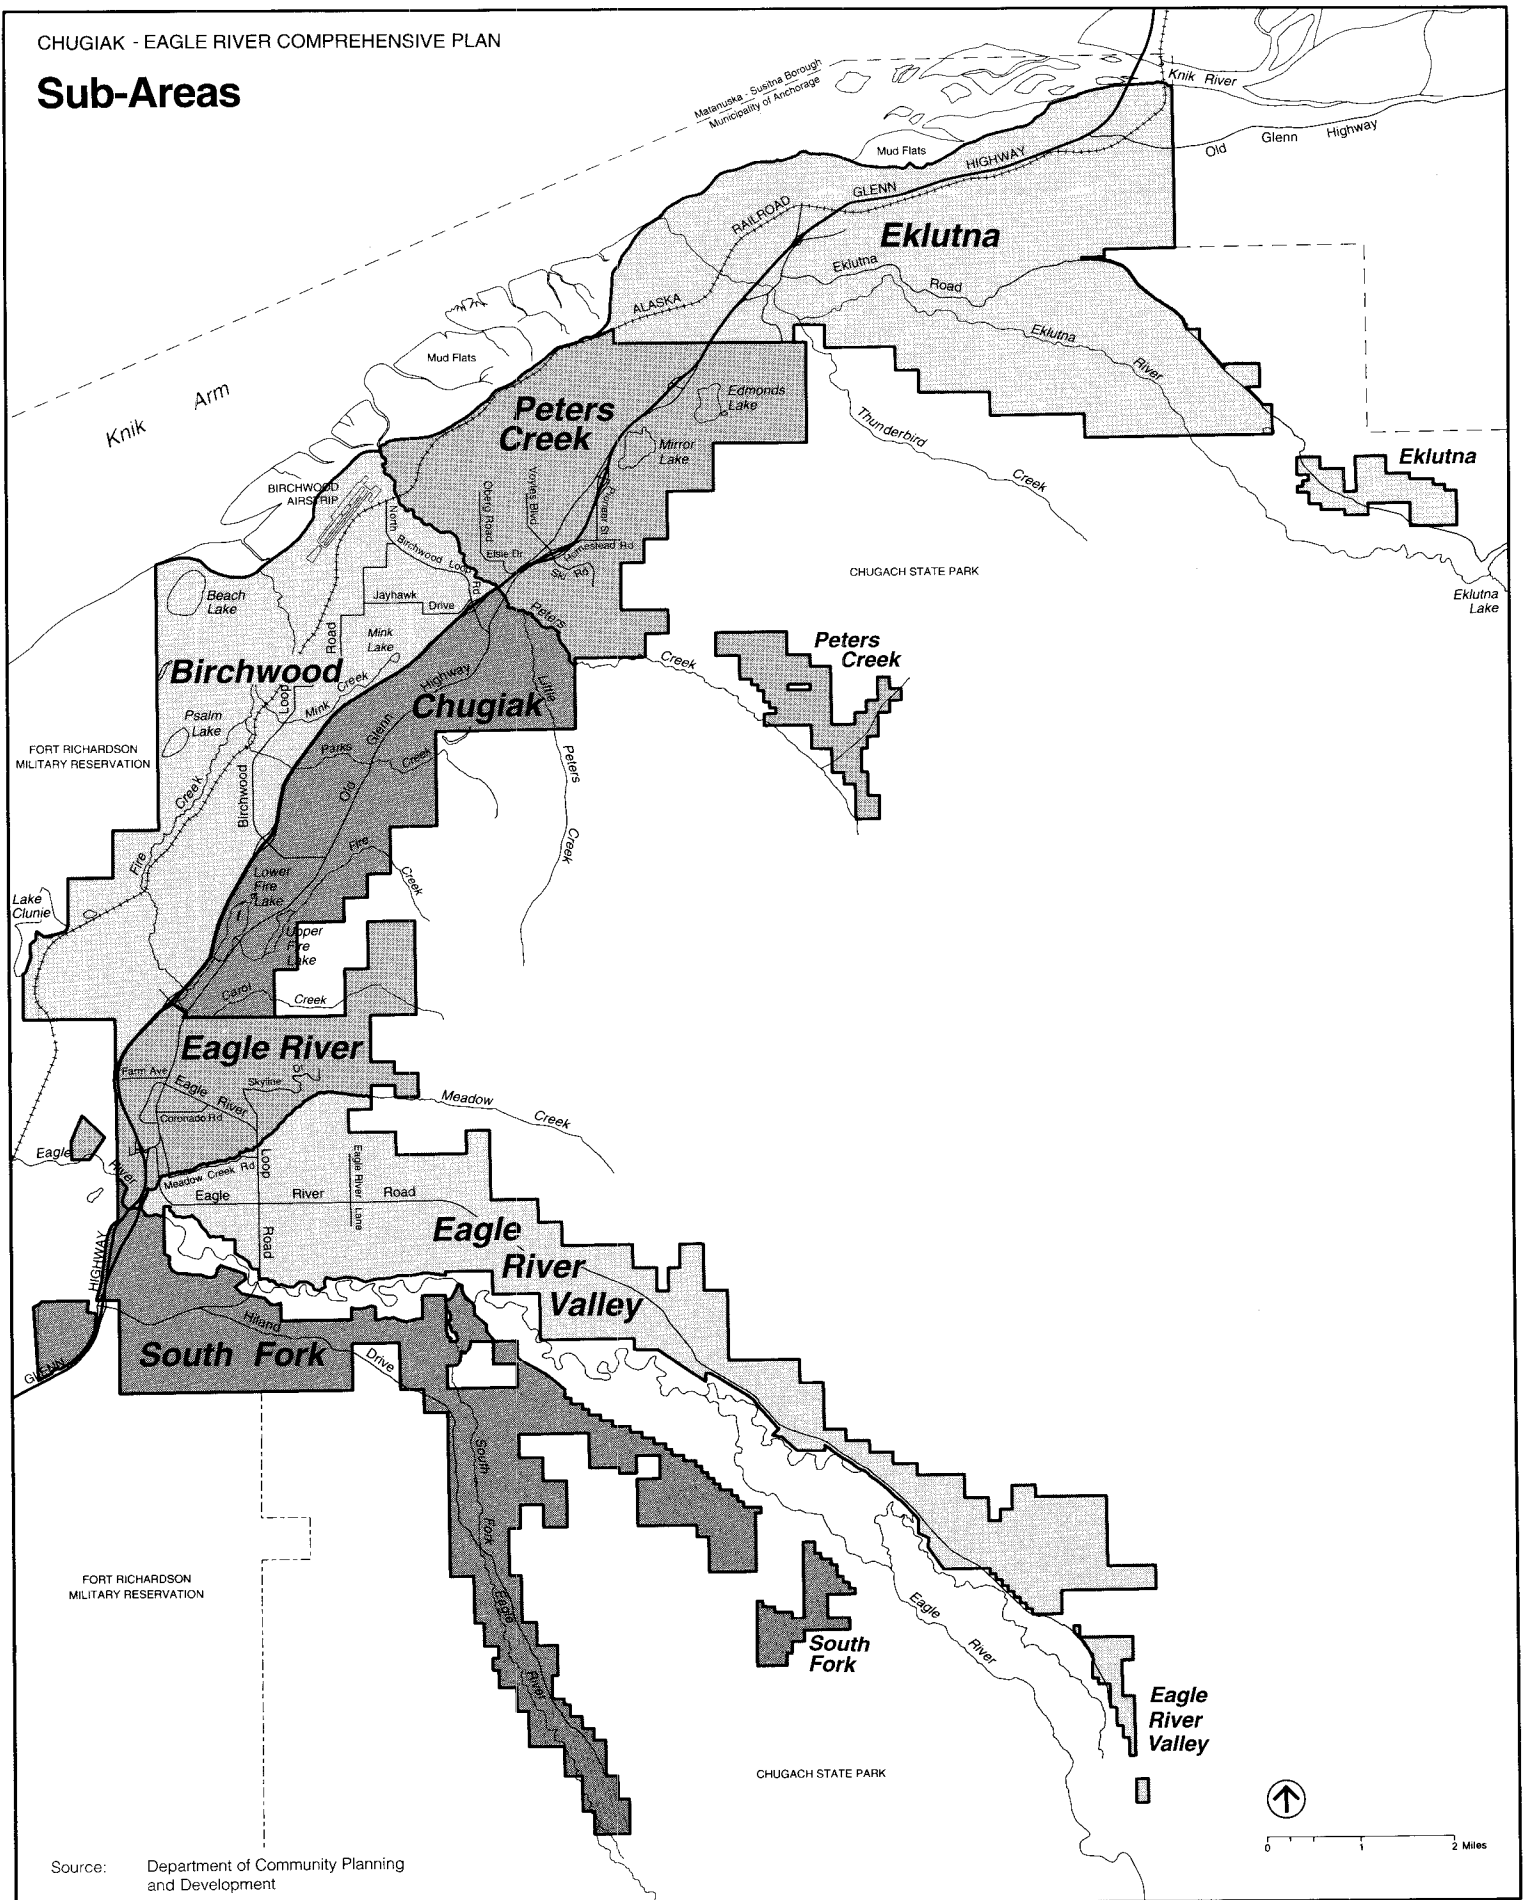 CHUGIAK - EAGLE RIVER COMPREHENSIVE PLAN
Sub-Areas
Matanuska - Susitna Borough
Municipality of Anchorage
Knik River
Old Glenn Highway
Mud Flats
GLENN HIGHWAY
ALASKA RAILROAD
Eklutna
Eklutna Road
Eklutna River
Mud Flats
Knik Arm
Peters
Creek
Edmonds
Lake
Mirror
Lake
Thunderbird Creek
Eklutna
BIRCHWOOD
AIRSTRIP
Oberg Road
Voyles Blvd
Pioneer St
North
Birchwood Loop
Rd
Elsie Dr
Homestead Rd
Ski Rd
CHUGACH STATE PARK
Eklutna
Lake
Beach
Lake
Jayhawk
Drive
Peters
Creek
Mink
Lake
Road
Loop
Birchwood
Mink Creek
Peters
Creek
Chugiak
Little
Peters
Creek
Old Glenn Highway
Psalm
Lake
FORT RICHARDSON
MILITARY RESERVATION
Parks
Creek
Birchwood
Fire Creek
Fire
Creek
Lower
Fire
Lake
Lake
Clunie
Upper
Fire
Lake
Carol Creek
Eagle River
Farm Ave
Eagle River
Skyline
Dr
Coronado Rd
Meadow Creek
Eagle River
Loop
Road
Meadow Creek Rd
Eagle River Lane
Eagle River Road
Eagle
River
Valley
HIGHWAY
GLENN
Hiland
Drive
South Fork
South
Fork
Eagle
River
FORT RICHARDSON
MILITARY RESERVATION
South
Fork
Eagle
River
Eagle
River
Valley
CHUGACH STATE PARK
0 1 2 Miles
Source: Department of Community Planning
and Development